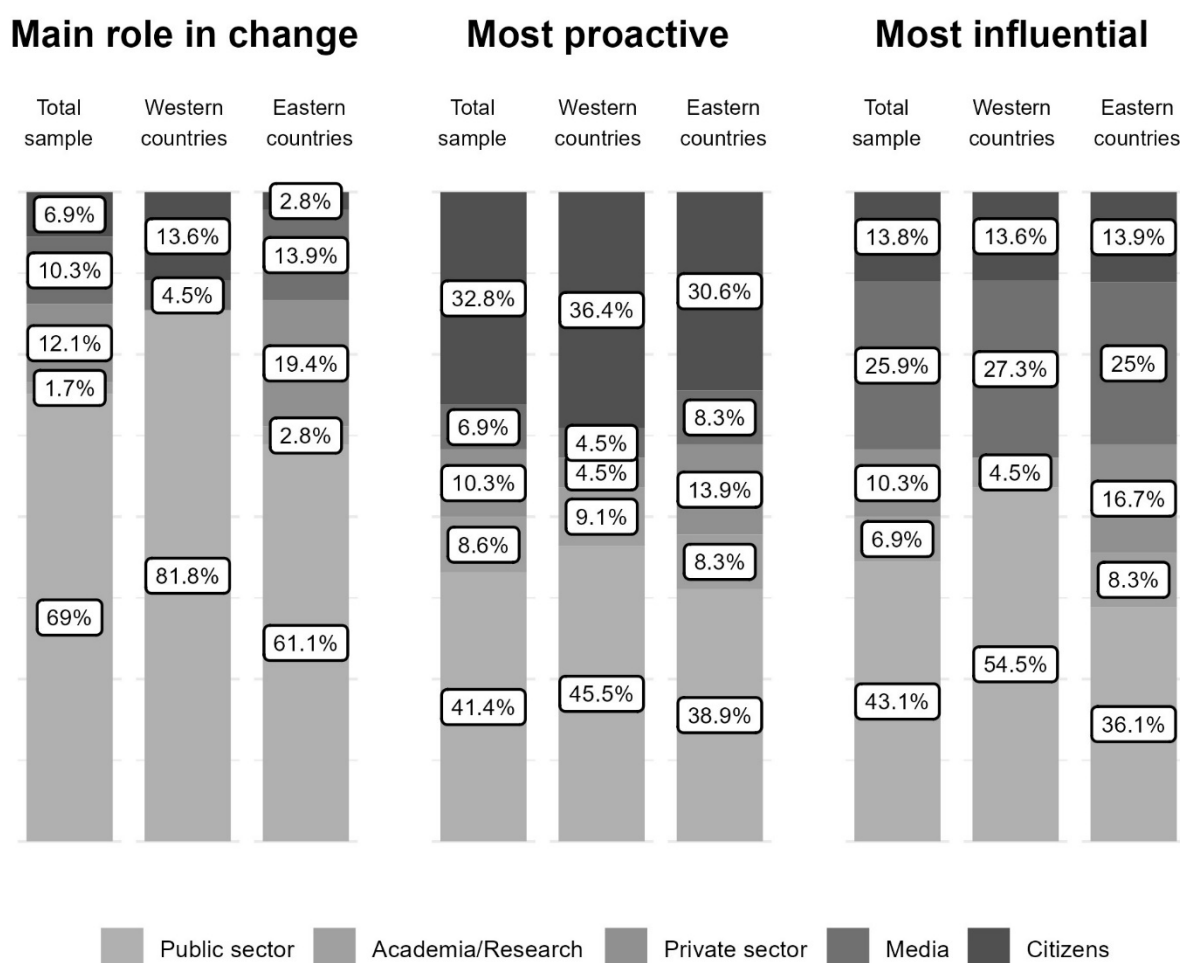 Main role in change
Most proactive
Most influential
Total sample
Western countries
Eastern countries
Total sample
Western countries
Eastern countries
Total sample
Western countries
Eastern countries
6.9%
10.3%
12.1%
1.7%
69%
13.6%
4.5%
81.8%
2.8%
13.9%
19.4%
2.8%
61.1%
32.8%
6.9%
10.3%
8.6%
41.4%
36.4%
4.5%
4.5%
9.1%
45.5%
30.6%
8.3%
13.9%
8.3%
38.9%
13.8%
25.9%
10.3%
6.9%
43.1%
13.6%
27.3%
4.5%
54.5%
13.9%
25%
16.7%
8.3%
36.1%
Public sector
Academia/Research
Private sector
Media
Citizens